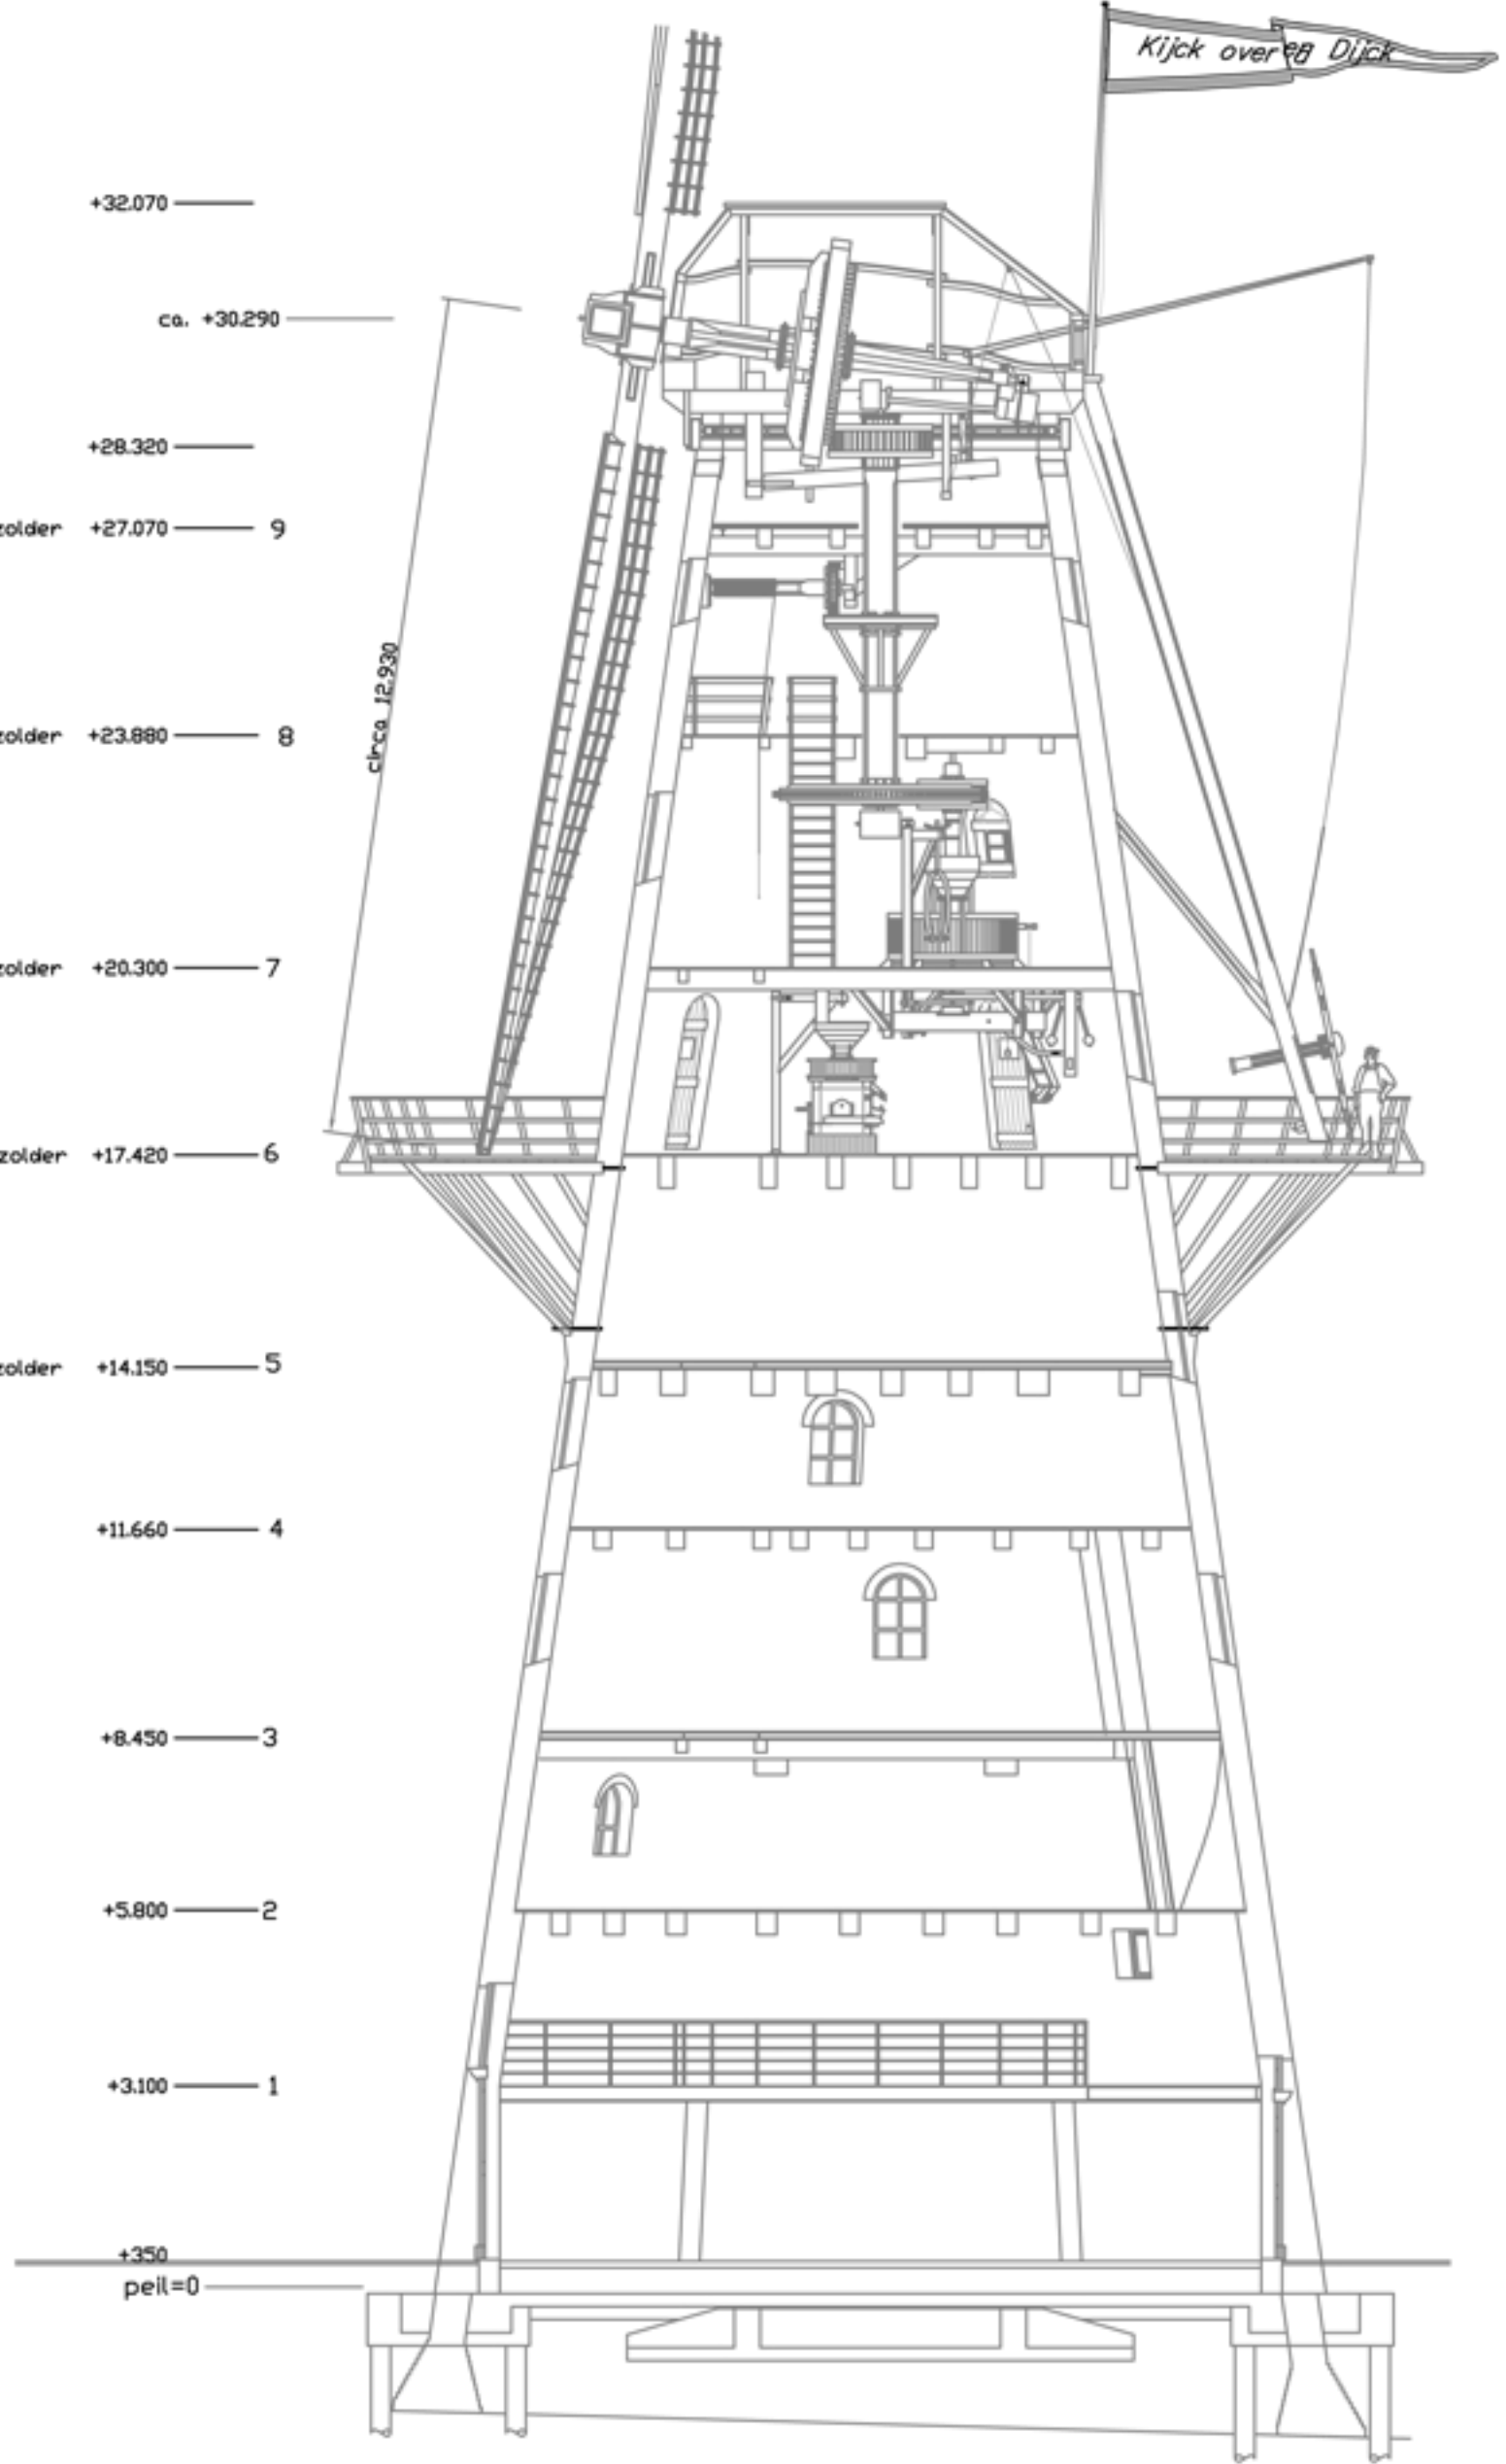 Kijck over en Dijck
+32.070
ca. +30.290
+28.320
zolder +27.070 9
circa 12.930
zolder +23.880 8
zolder +20.300 7
zolder +17.420 6
zolder +14.150 5
+11.660 4
+8.450 3
+5.800 2
+3.100 1
+350
peil=0